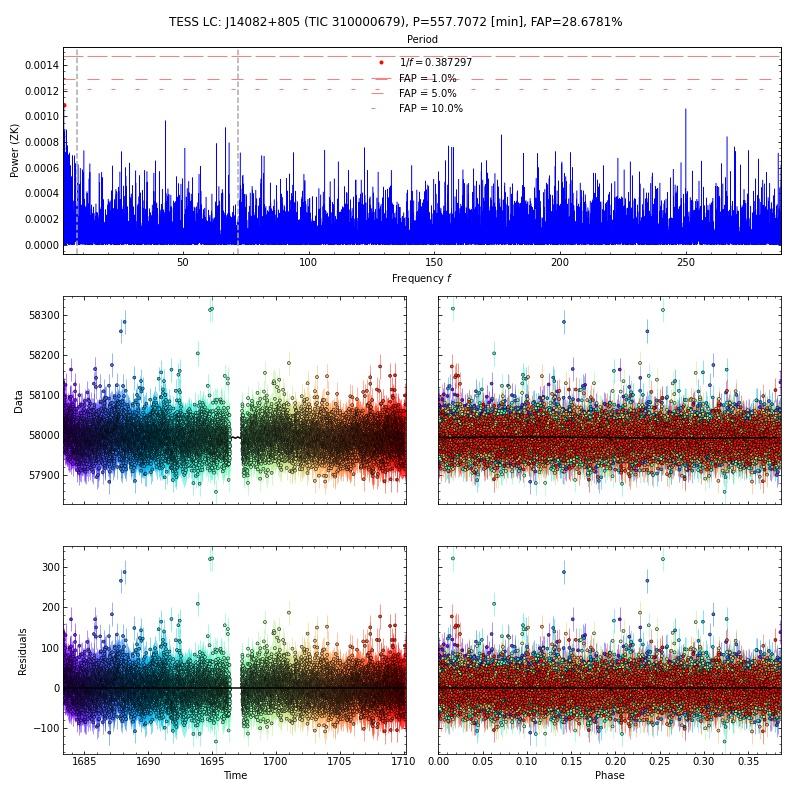 TESS LC: J14082+805 (TIC 310000679), P=557.7072 [min], FAP=28.6781%
Period
Power (ZK)
0.0014
0.0012
0.0010
0.0008
0.0006
0.0004
0.0002
0.0000
1/f = 0.387297
FAP = 1.0%
FAP = 5.0%
FAP = 10.0%
50 100 150 200 250
Frequency f
Data
58300
58200
58100
58000
57900
Residuals
300
200
100
0
−100
1685 1690 1695 1700 1705 1710
Time
0.00 0.05 0.10 0.15 0.20 0.25 0.30 0.35
Phase